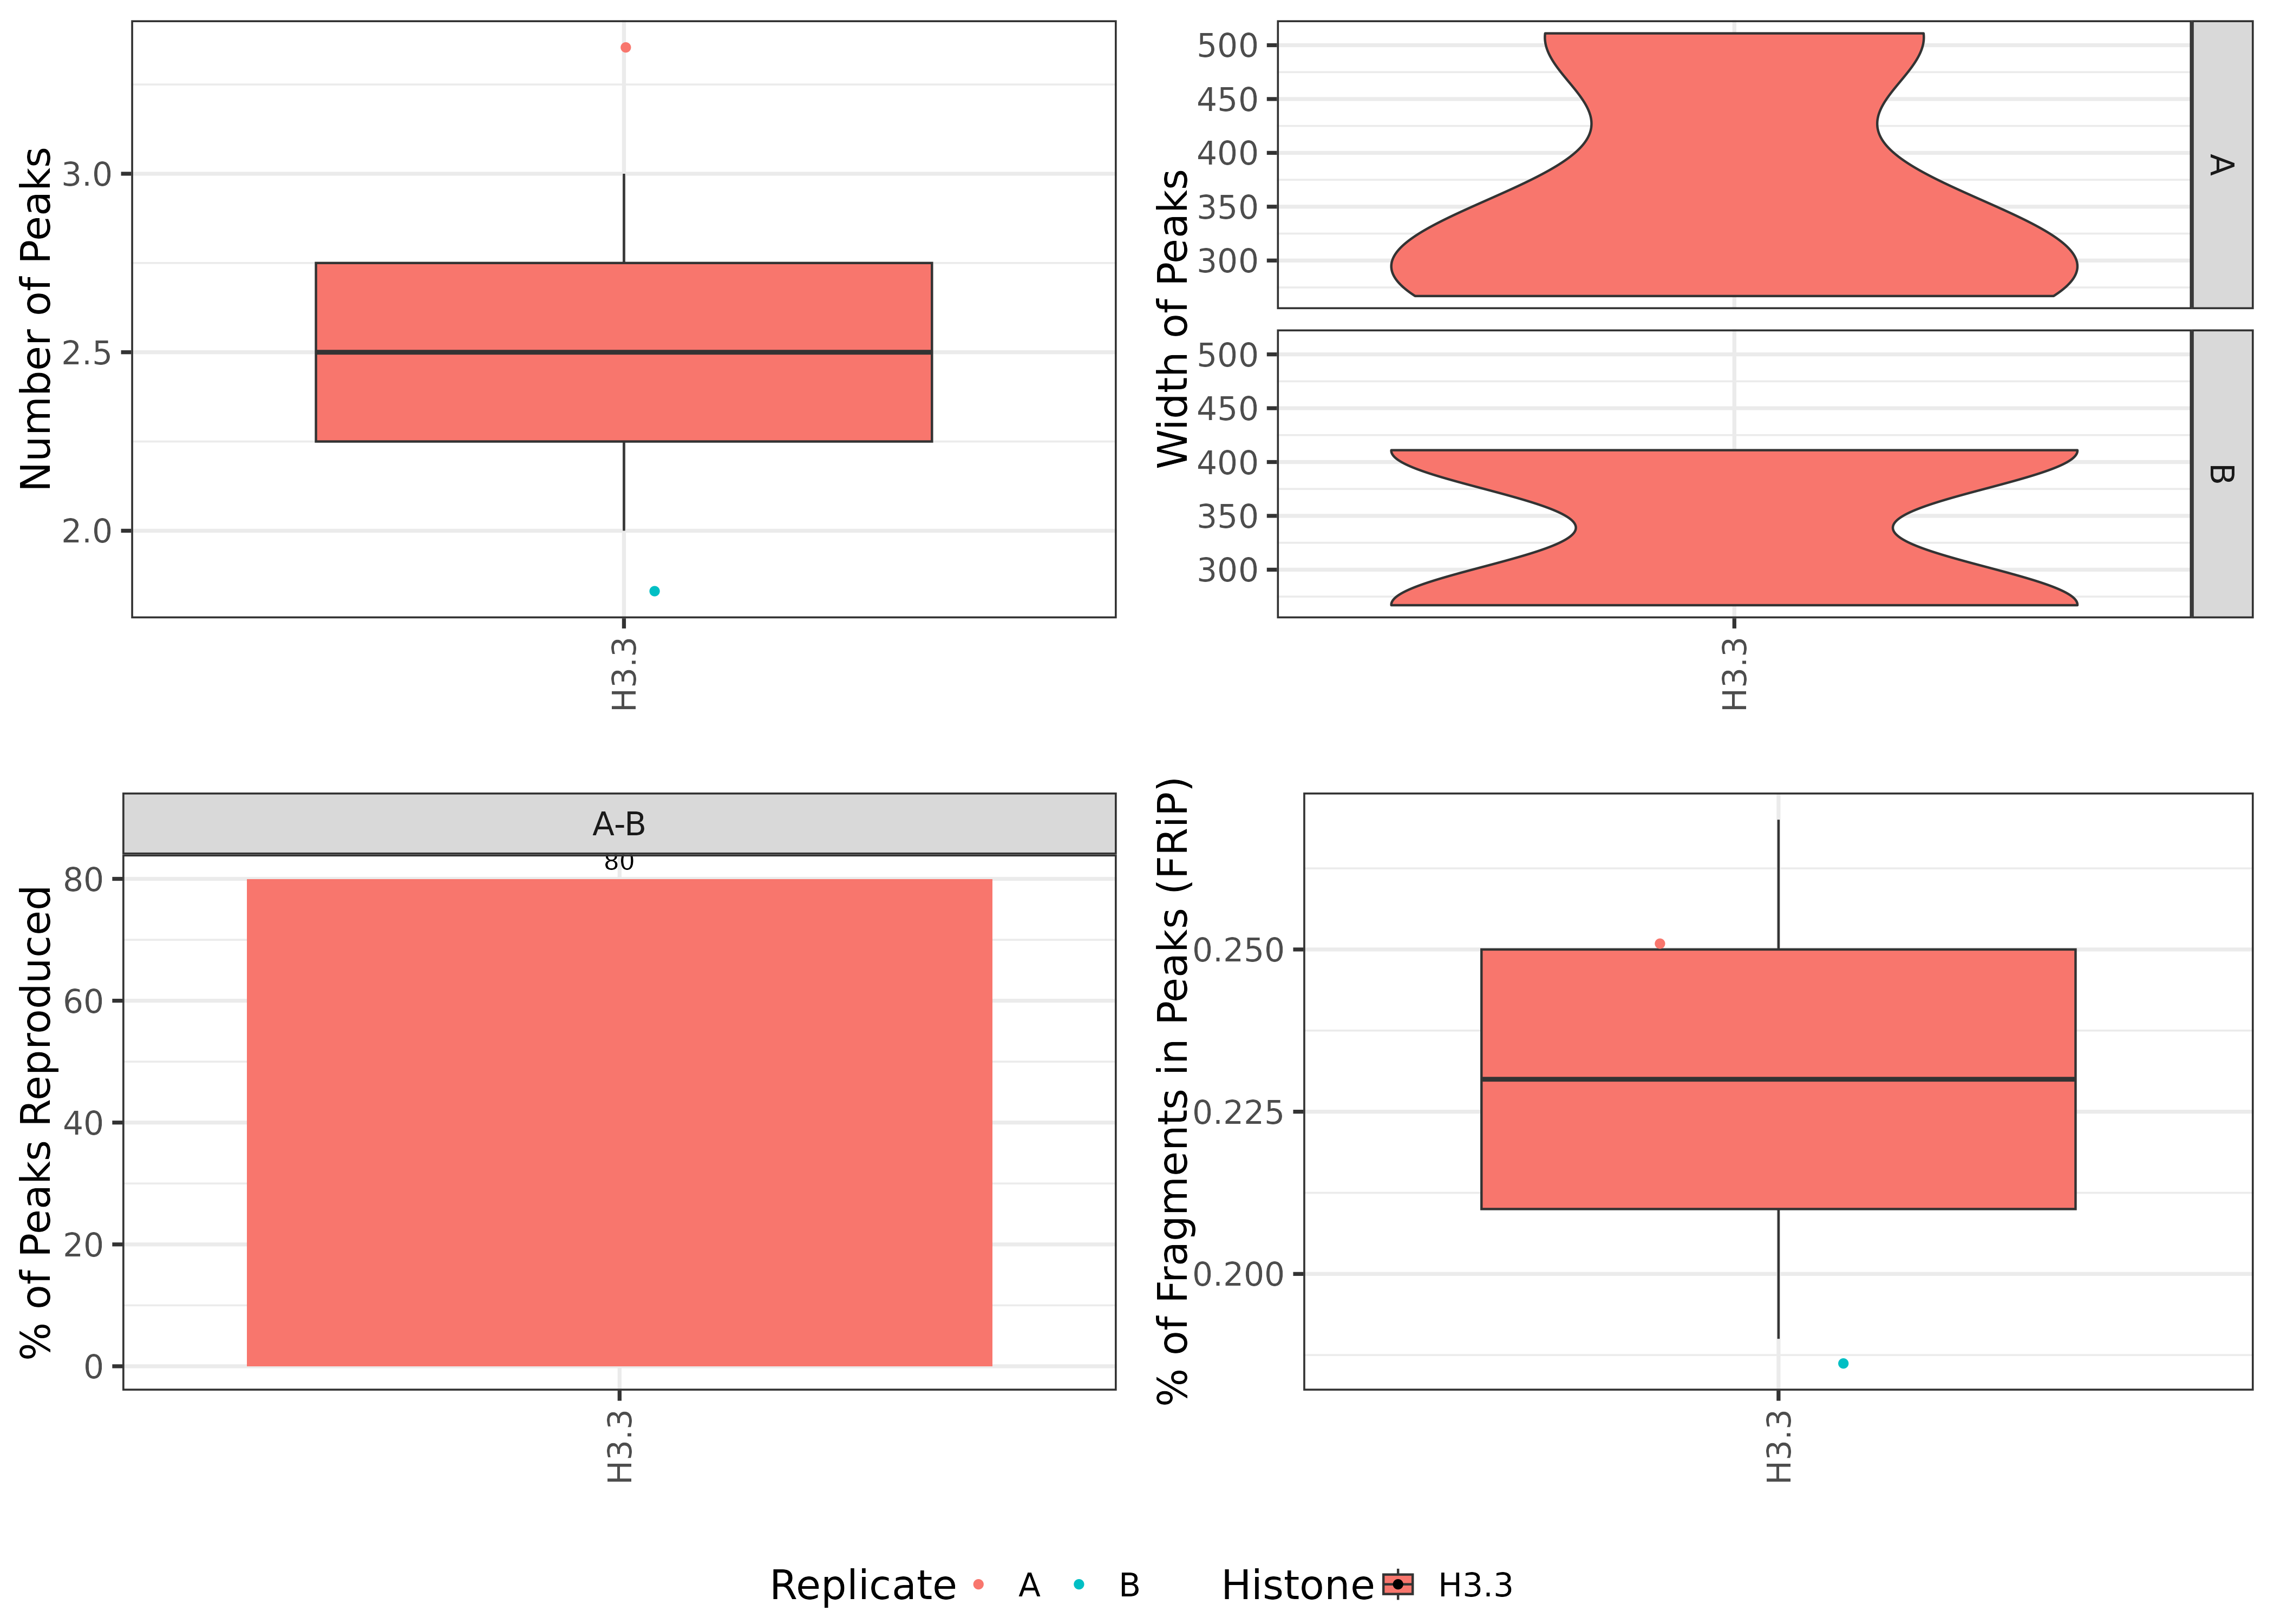 Number of Peaks
3.0
2.5
2.0
H3.3
Width of Peaks
500
450
400
350
300
A
500
450
400
350
300
B
H3.3
% of Peaks Reproduced
A-B
80
80
60
40
20
0
H3.3
% of Fragments in Peaks (FRiP)
0.250
0.225
0.200
H3.3
Replicate A B Histone H3.3